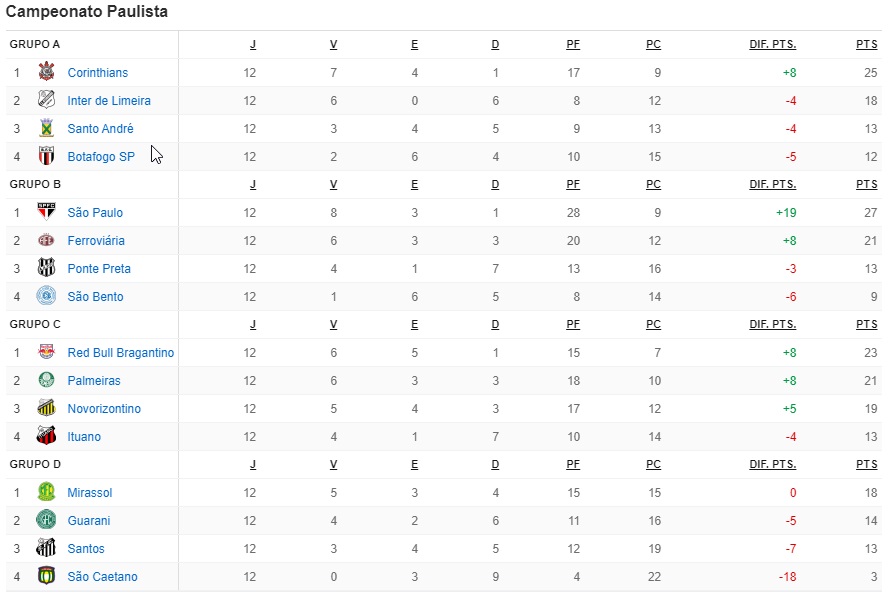 Campeonato Paulista
GRUPO A J V E D PF PC DIF. PTS. PTS
1 Corinthians 12 7 4 1 17 9 +8 25
2 Inter de Limeira 12 6 0 6 8 12 -4 18
3 Santo André 12 3 4 5 9 13 -4 13
4 Botafogo SP 12 2 6 4 10 15 -5 12
GRUPO B J V E D PF PC DIF. PTS. PTS
1 São Paulo 12 8 3 1 28 9 +19 27
2 Ferroviária 12 6 3 3 20 12 +8 21
3 Ponte Preta 12 4 1 7 13 16 -3 13
4 São Bento 12 1 6 5 8 14 -6 9
GRUPO C J V E D PF PC DIF. PTS. PTS
1 Red Bull Bragantino 12 6 5 1 15 7 +8 23
2 Palmeiras 12 6 3 3 18 10 +8 21
3 Novorizontino 12 5 4 3 17 12 +5 19
4 Ituano 12 4 1 7 10 14 -4 13
GRUPO D J V E D PF PC DIF. PTS. PTS
1 Mirassol 12 5 3 4 15 15 0 18
2 Guarani 12 4 2 6 11 16 -5 14
3 Santos 12 3 4 5 12 19 -7 13
4 São Caetano 12 0 3 9 4 22 -18 3